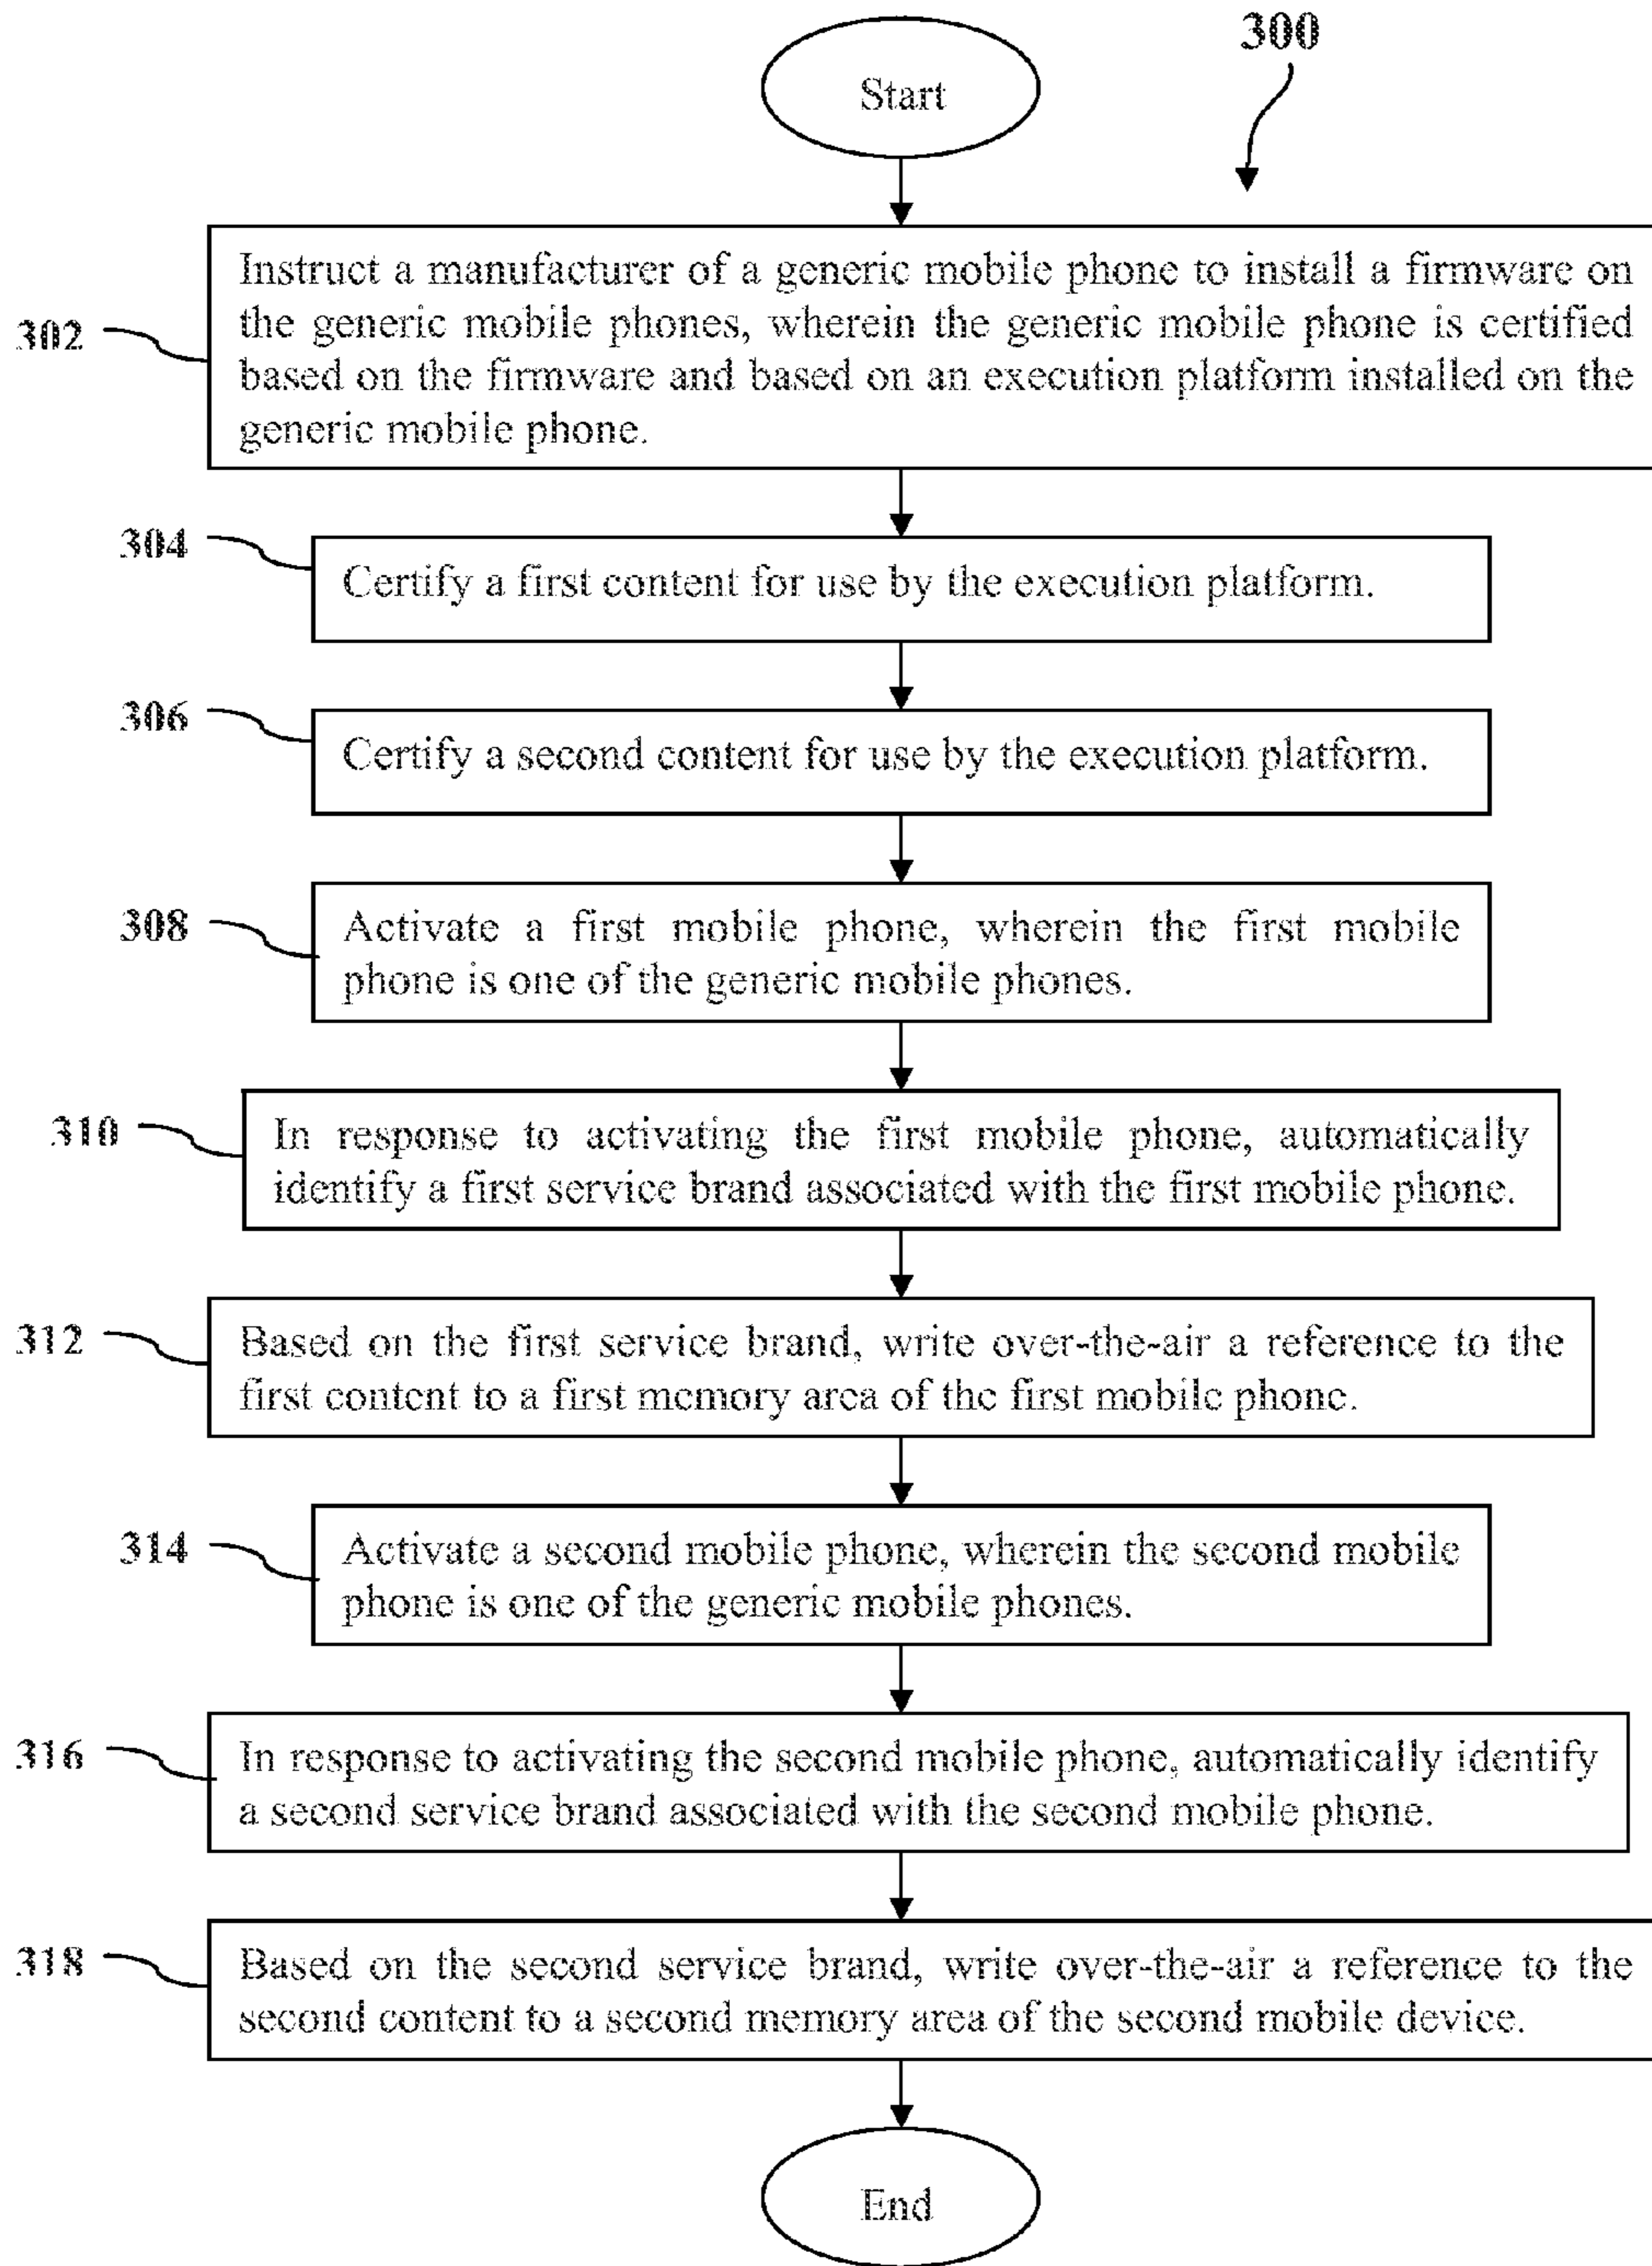 300
Start
302
Instruct a manufacturer of a generic mobile phone to install a firmware on
the generic mobile phones, wherein the generic mobile phone is certified
based on the firmware and based on an execution platform installed on the
generic mobile phone.
304
Certify a first content for use by the execution platform.
306
Certify a second content for use by the execution platform.
308
Activate a first mobile phone, wherein the first mobile
phone is one of the generic mobile phones.
310
In response to activating the first mobile phone, automatically
identify a first service brand associated with the first mobile phone.
312
Based on the first service brand, write over-the-air a reference to the
first content to a first memory area of the first mobile phone.
314
Activate a second mobile phone, wherein the second mobile
phone is one of the generic mobile phones.
316
In response to activating the second mobile phone, automatically identify
a second service brand associated with the second mobile phone.
318
Based on the second service brand, write over-the-air a reference to the
second content to a second memory area of the second mobile device.
End